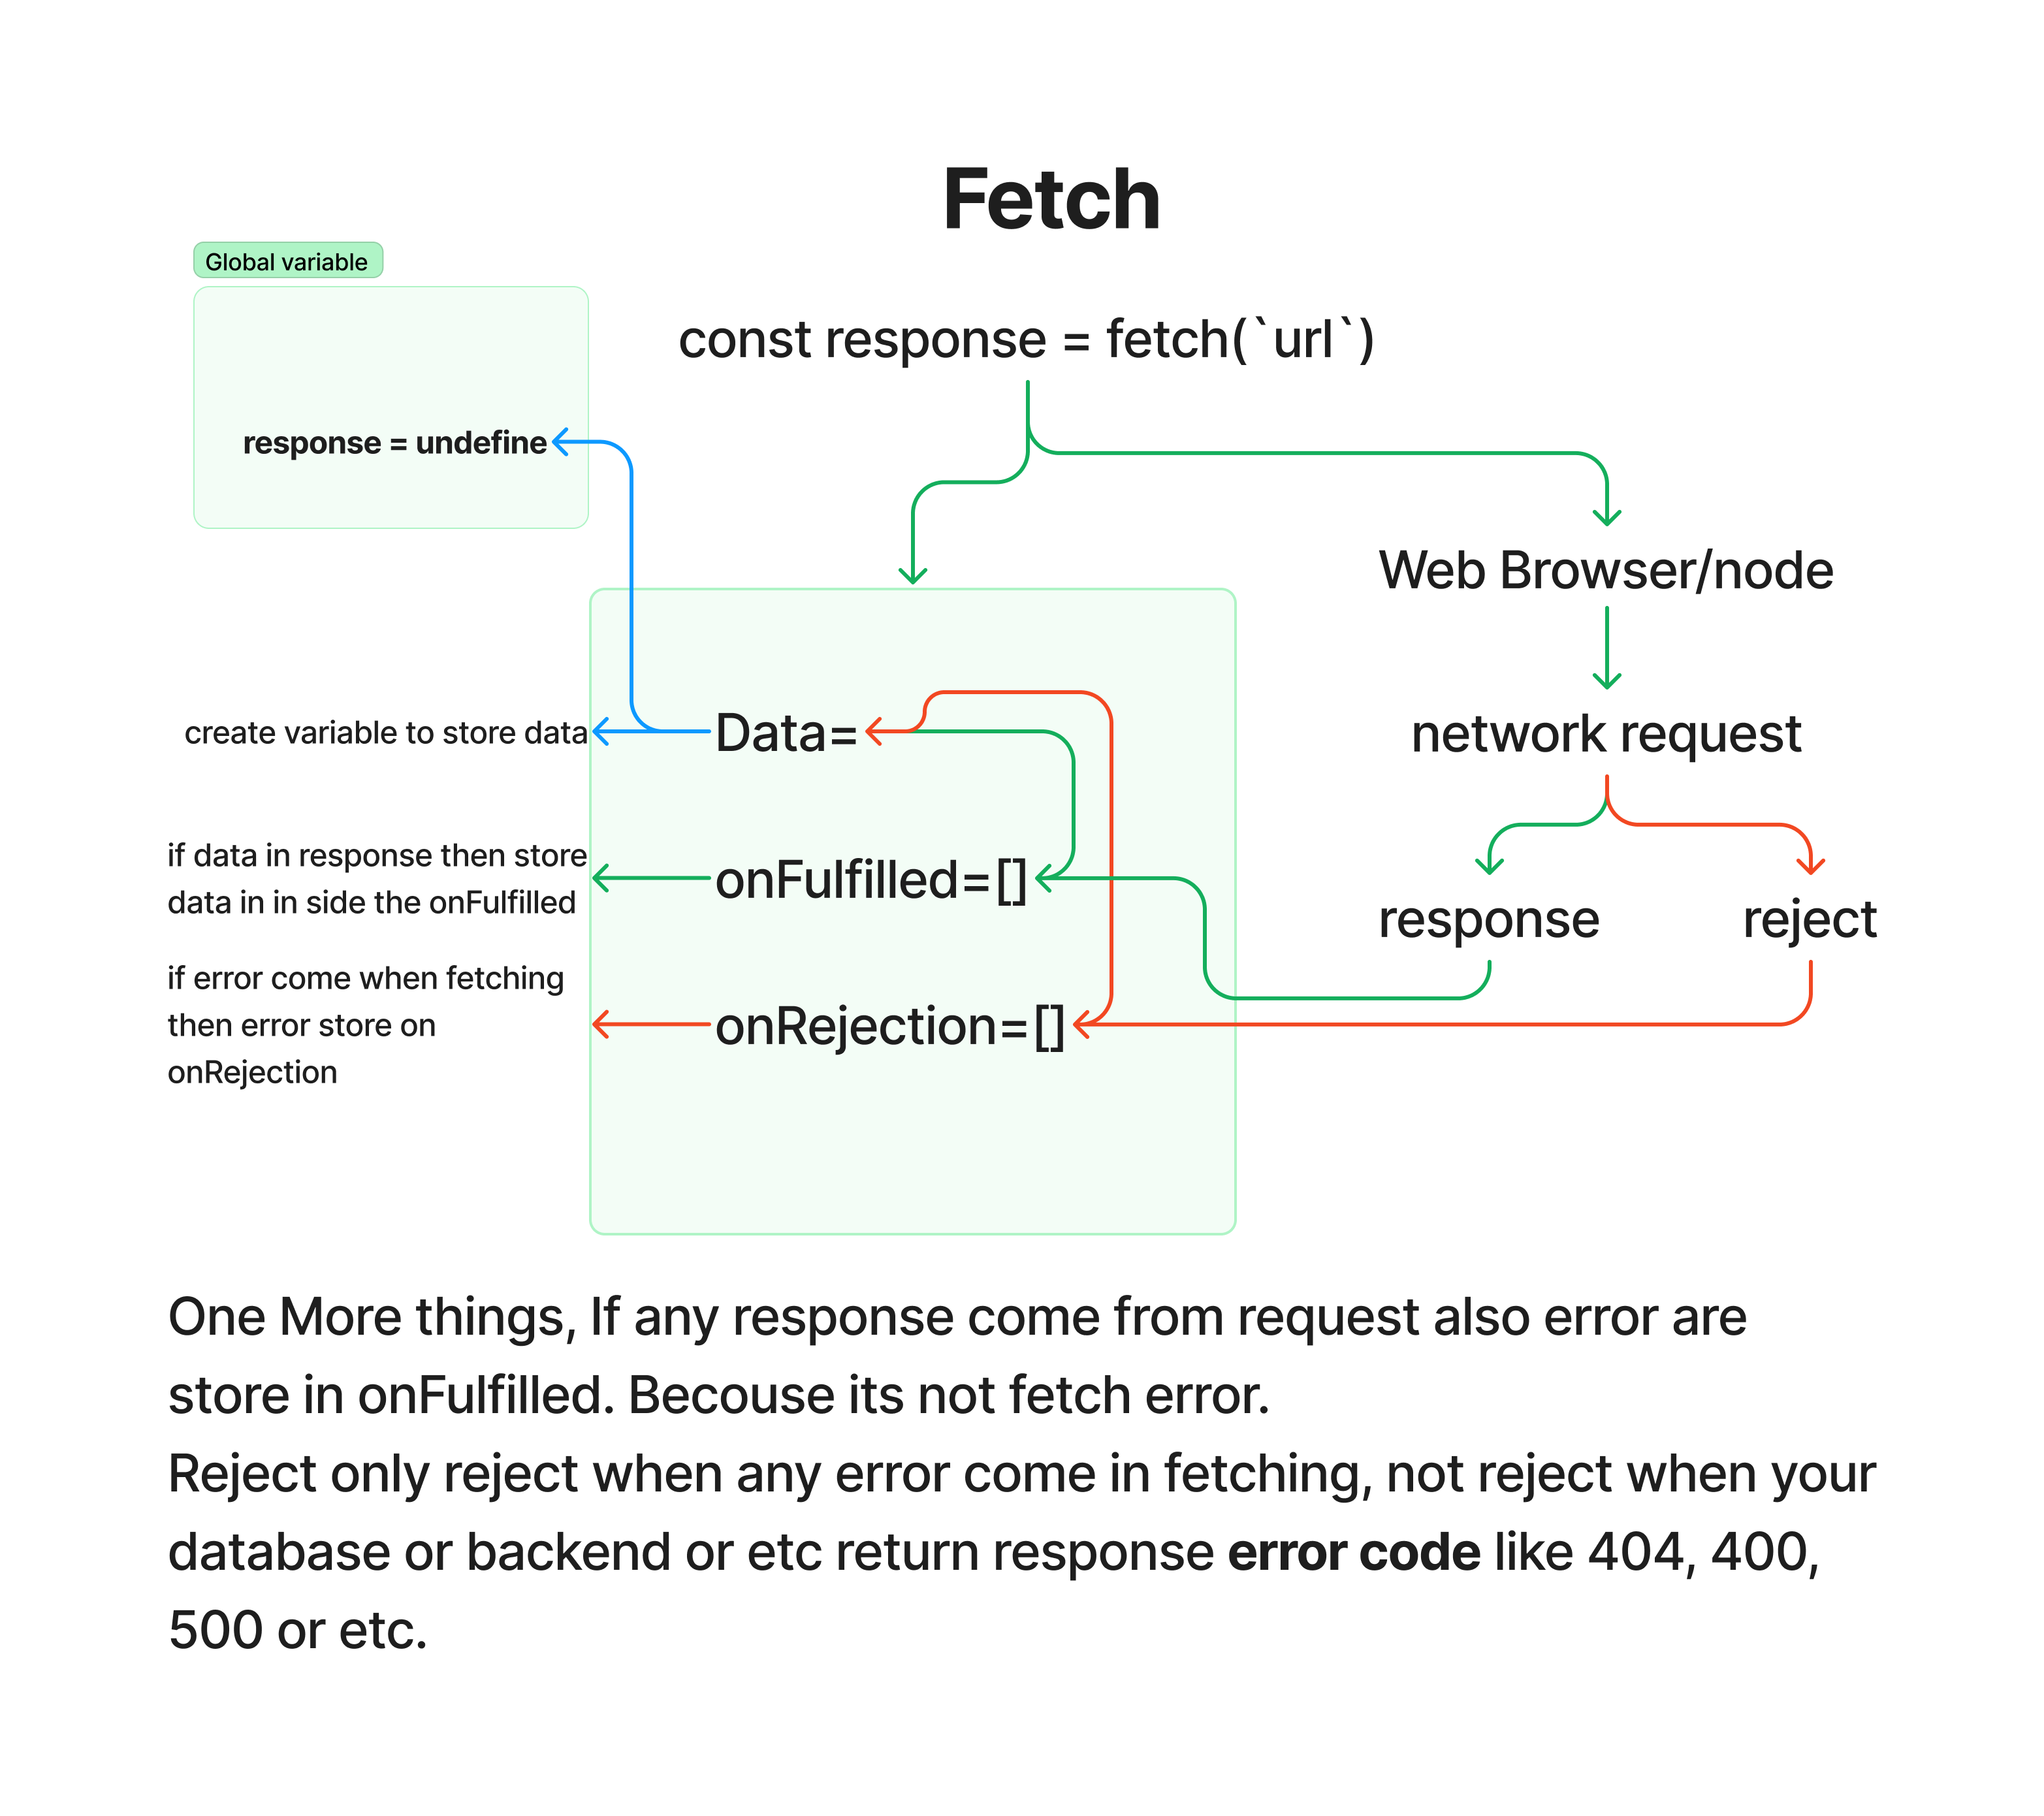 Fetch
Global variable
const response = fetch(`url`)
response = undefine
Web Browser/node
create variable to store data
Data=
network request
if data in response then store
data in in side the onFulfilled
onFulfilled=[]
response
reject
if error come when fetching
then error store on
onRejection
onRejection=[]
One More things, If any response come from request also error are
store in onFulfilled. Becouse its not fetch error.
Reject only reject when any error come in fetching, not reject when your
database or backend or etc return response error code like 404, 400,
500 or etc.